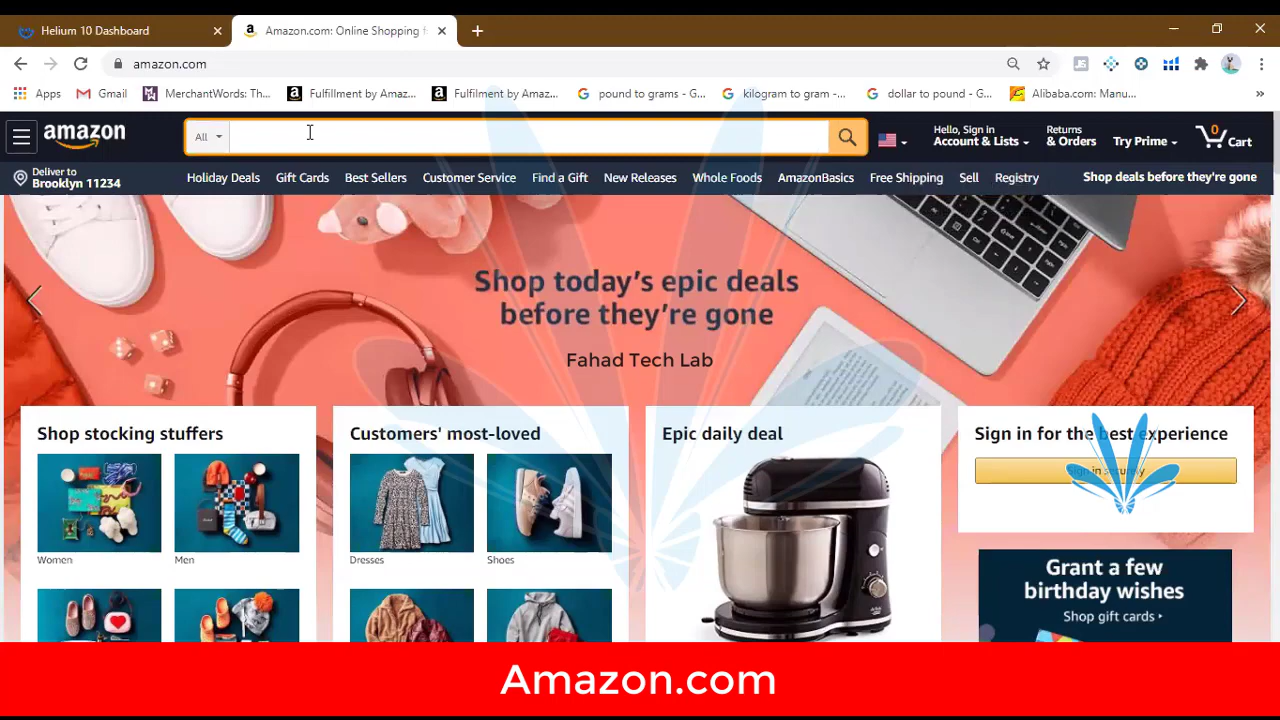 Helium 10 Dashboard
Amazon.com: Online Shopping f
amazon.com
Apps
Gmail
MerchantWords: Th...
Fulfillment by Amaz...
Fulfilment by Amaz...
pound to grams - G...
kilogram to gram -...
dollar to pound - G...
Alibaba.com: Manu...
amazon
All
Hello, Sign in
Account & Lists
Returns
& Orders
Try Prime
0
Cart
Deliver to
Brooklyn 11234
Holiday Deals
Gift Cards
Best Sellers
Customer Service
Find a Gift
New Releases
Whole Foods
AmazonBasics
Free Shipping
Sell
Registry
Shop deals before they're gone
Shop today's epic deals
before they're gone
Fahad Tech Lab
Shop stocking stuffers
Women
Men
Customers' most-loved
Dresses
Shoes
Epic daily deal
Sign in for the best experience
Sign in securely
Grant a few
birthday wishes
Shop gift cards
Amazon.com